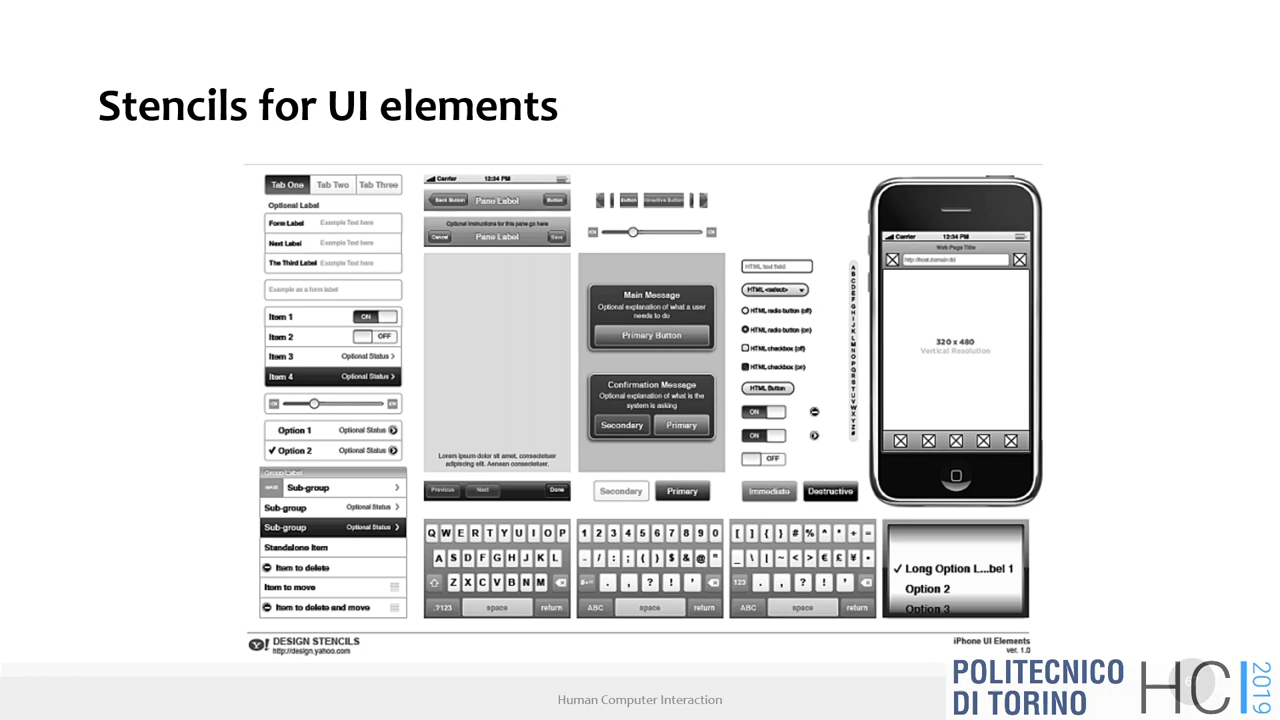 Stencils for UI elements
Tab One Tab Two Tab Three
Optional Label
Form Label Example Text here
Next Label Example Text here
The Third Label Example Text here
Example as a form label
Item 1 ON
Item 2 OFF
Item 3 Optional Status
Item 4 Optional Status
Option 1 Optional Status
✓ Option 2 Optional Status
Group Label
Sub-group
Sub-group Optional Status
Sub-group Optional Status
Standalone Item
Item to delete
Item to move
Item to delete and move
Carrier 12:34 PM
Back Button Pane Label Button
Optional instructions for this pane go here
Cancel Pane Label Save
Lorem ipsum dolor sit amet, consectetuer
adipiscing elit. Aenean consectetuer.
Previous Next Done
Button Inactive Button
Main Message
Optional explanation of what a user
needs to do
Primary Button
Confirmation Message
Optional explanation of what is the
system is asking
Secondary Primary
Secondary Primary
HTML text field
HTML <select>
HTML radio button (off)
HTML radio button (on)
HTML checkbox (off)
HTML checkbox (on)
HTML Button
ON
ON
OFF
Immediate Destructive
A B C D E F G H I J K L M N O P Q R S T U V W X Y Z #
Carrier 12:34 PM
Web Page Title
http://host.domain.tld
320 x 480
Vertical Resolution
Q W E R T Y U I O P
A S D F G H J K L
Z X C V B N M
.?123 space return
1 2 3 4 5 6 7 8 9 0
- / : ; ( ) $ & @ "
#+= . , ? ! '
ABC space return
[ ] { } # % ^ * + =
_ \ | ~ < > € £ ¥ •
123 . , ? ! '
ABC space return
✓ Long Option L...bel 1
Option 2
Option 3
Y! DESIGN STENCILS
http://design.yahoo.com
iPhone UI Elements
ver. 1.0
Human Computer Interaction
POLITECNICO
DI TORINO
HCI 2019